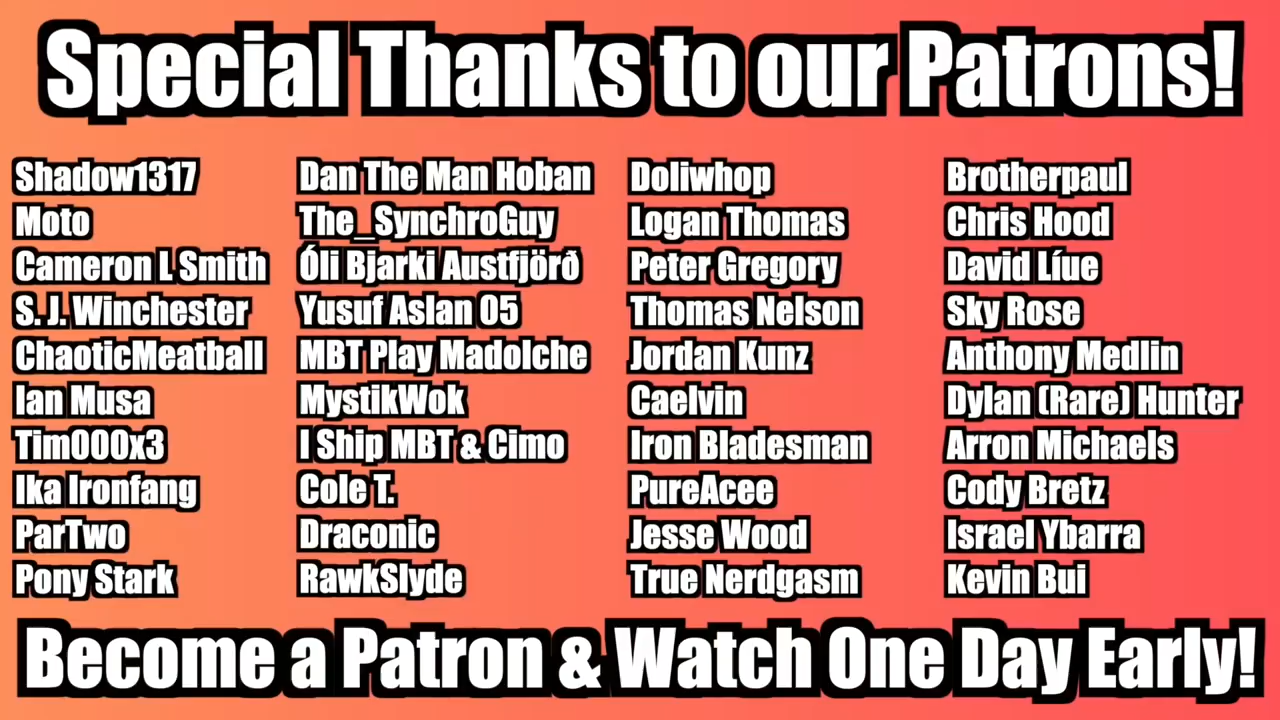 Special Thanks to our Patrons!
Shadow1317
Moto
Cameron L Smith
S. J. Winchester
ChaoticMeatball
Ian Musa
Tim000x3
Ika Ironfang
ParTwo
Pony Stark
Dan The Man Hoban
The_SynchroGuy
Óli Bjarki Austfjörð
Yusuf Aslan 05
MBT Play Madolche
MystikWok
I Ship MBT & Cimo
Cole T.
Draconic
RawkSlyde
Doliwhop
Logan Thomas
Peter Gregory
Thomas Nelson
Jordan Kunz
Caelvin
Iron Bladesman
PureAcee
Jesse Wood
True Nerdgasm
Brotherpaul
Chris Hood
David Líue
Sky Rose
Anthony Medlin
Dylan (Rare) Hunter
Arron Michaels
Cody Bretz
Israel Ybarra
Kevin Bui
Become a Patron & Watch One Day Early!